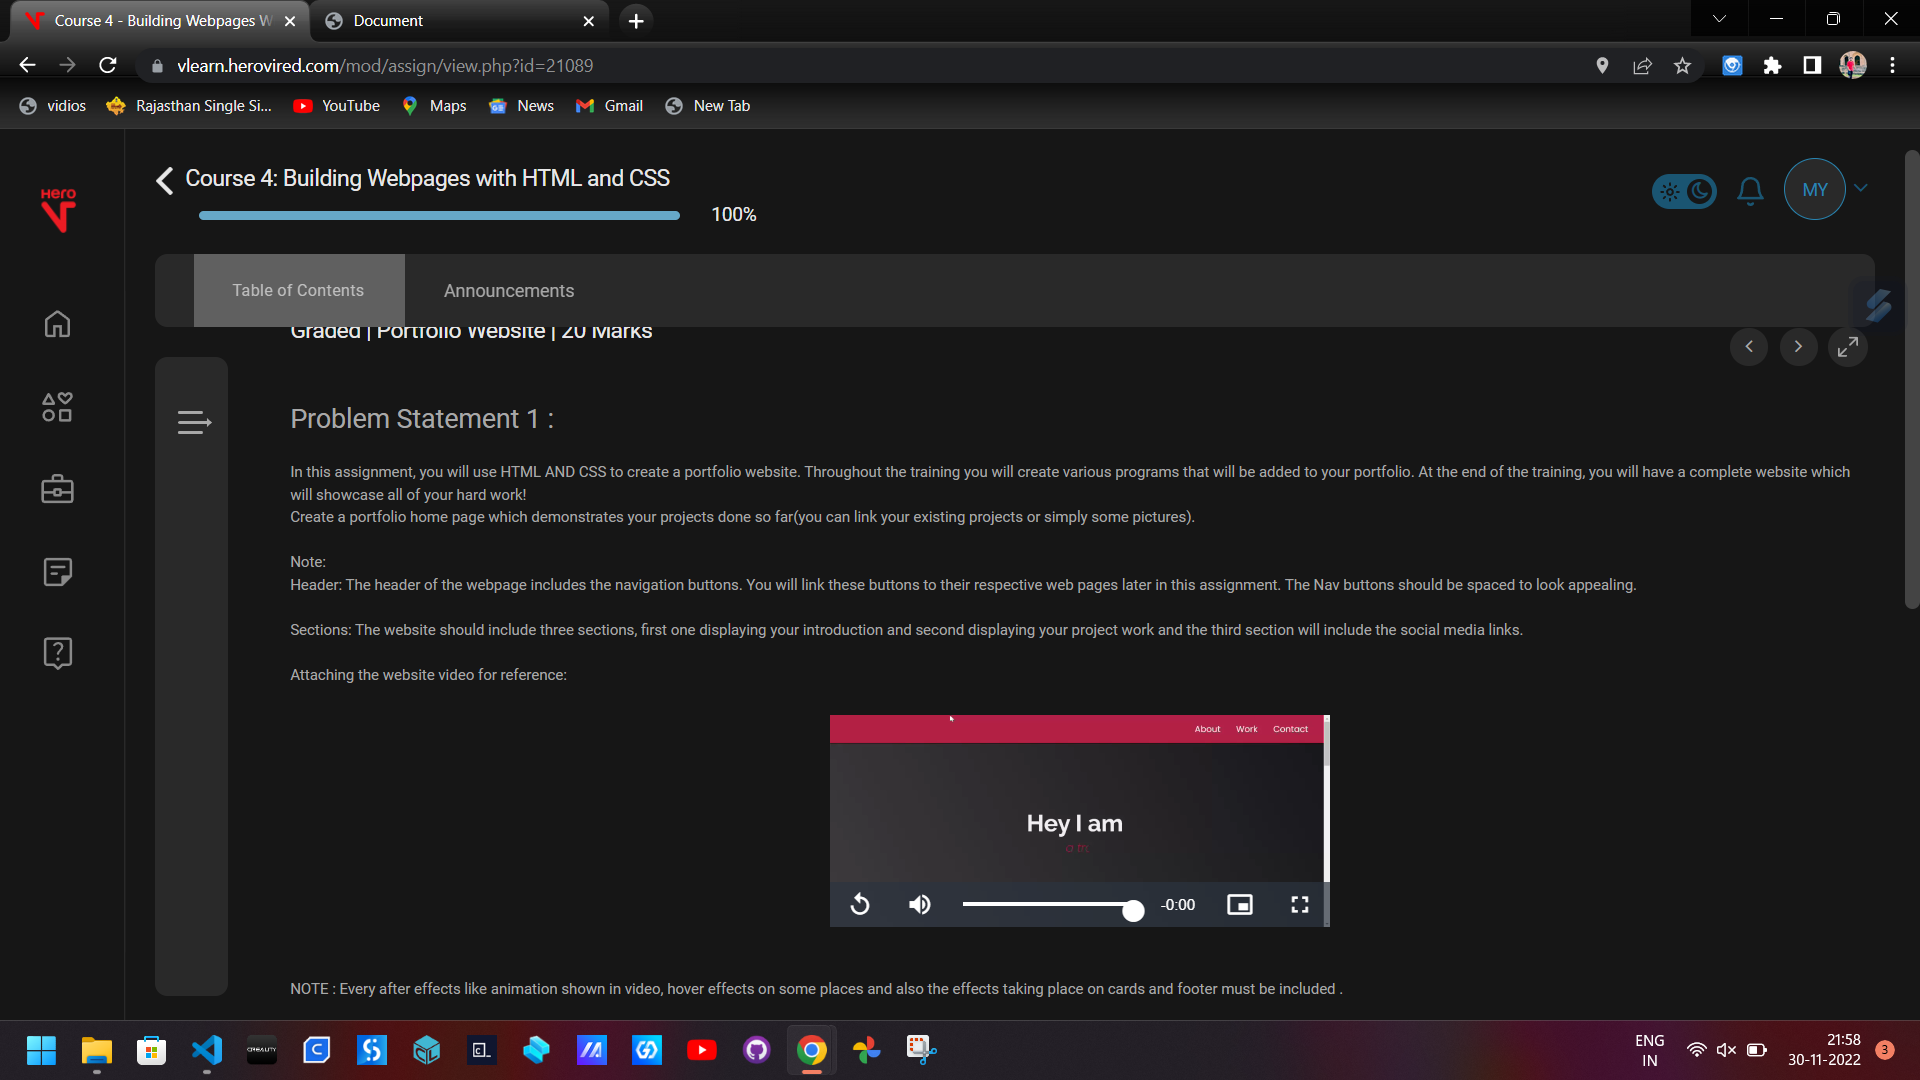 Course 4 - Building Webpages W
Document
vlearn.herovired.com/mod/assign/view.php?id=21089
vidios
Rajasthan Single Si...
YouTube
Maps
News
Gmail
New Tab
Hero
Course 4: Building Webpages with HTML and CSS
100%
MY
Table of Contents
Announcements
Graded | Portfolio Website | 20 Marks
Problem Statement 1 :
In this assignment, you will use HTML AND CSS to create a portfolio website. Throughout the training you will create various programs that will be added to your portfolio. At the end of the training, you will have a complete website which
will showcase all of your hard work!
Create a portfolio home page which demonstrates your projects done so far(you can link your existing projects or simply some pictures).
Note:
Header: The header of the webpage includes the navigation buttons. You will link these buttons to their respective web pages later in this assignment. The Nav buttons should be spaced to look appealing.
Sections: The website should include three sections, first one displaying your introduction and second displaying your project work and the third section will include the social media links.
Attaching the website video for reference:
About Work Contact
Hey I am
a th
-0:00
NOTE : Every after effects like animation shown in video, hover effects on some places and also the effects taking place on cards and footer must be included .
CREALITY
ENG
IN
21:58
30-11-2022
3